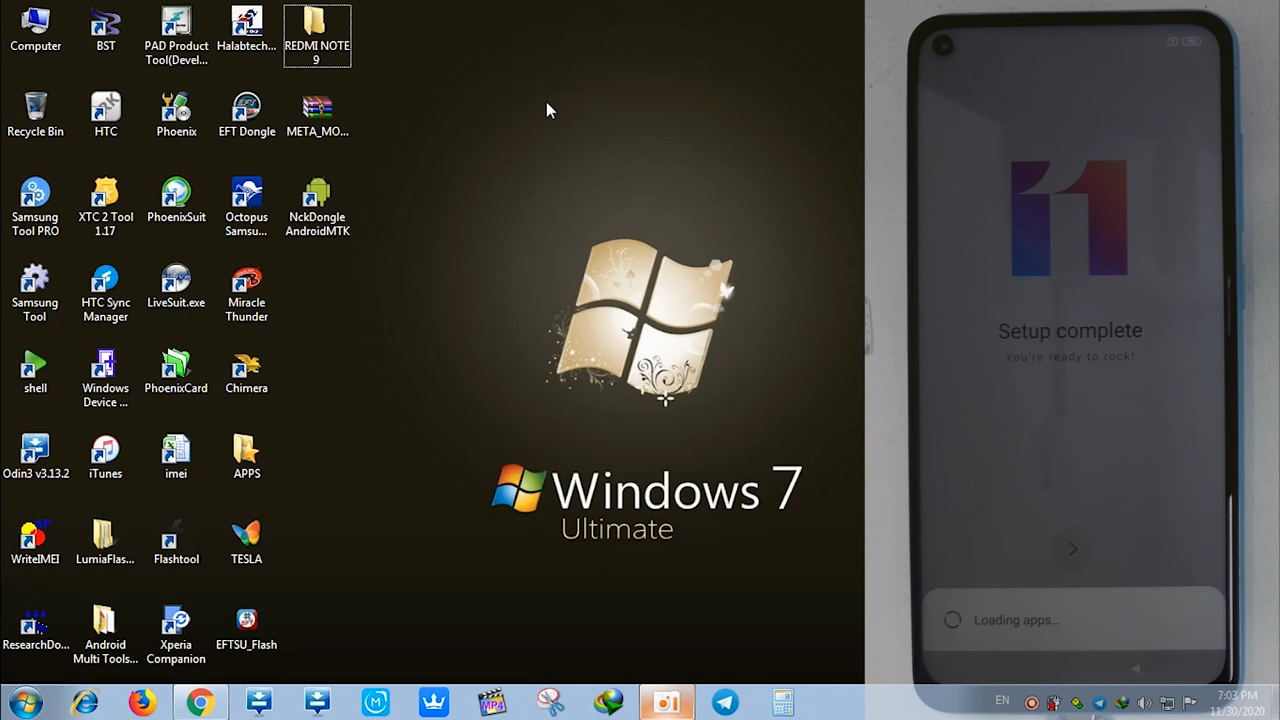 Computer
BST
PAD Product
Tool(Devel...
Halabtech...
REDMI NOTE
9
Recycle Bin
HTC
Phoenix
EFT Dongle
META_MO...
Samsung
Tool PRO
XTC 2 Tool
1.17
PhoenixSuit
Octopus
Samsu...
NckDongle
AndroidMTK
Samsung
Tool
HTC Sync
Manager
LiveSuit.exe
Miracle
Thunder
shell
Windows
Device ...
PhoenixCard
Chimera
Odin3 v3.13.2
iTunes
imei
APPS
WriteIMEI
LumiaFlas...
Flashtool
TESLA
ResearchDo...
Android
Multi Tools...
Xperia
Companion
EFTSU_Flash
Windows 7
Ultimate
11
Setup complete
You're ready to rock!
Loading apps...
MP4
EN
7:03 PM
11/30/2020